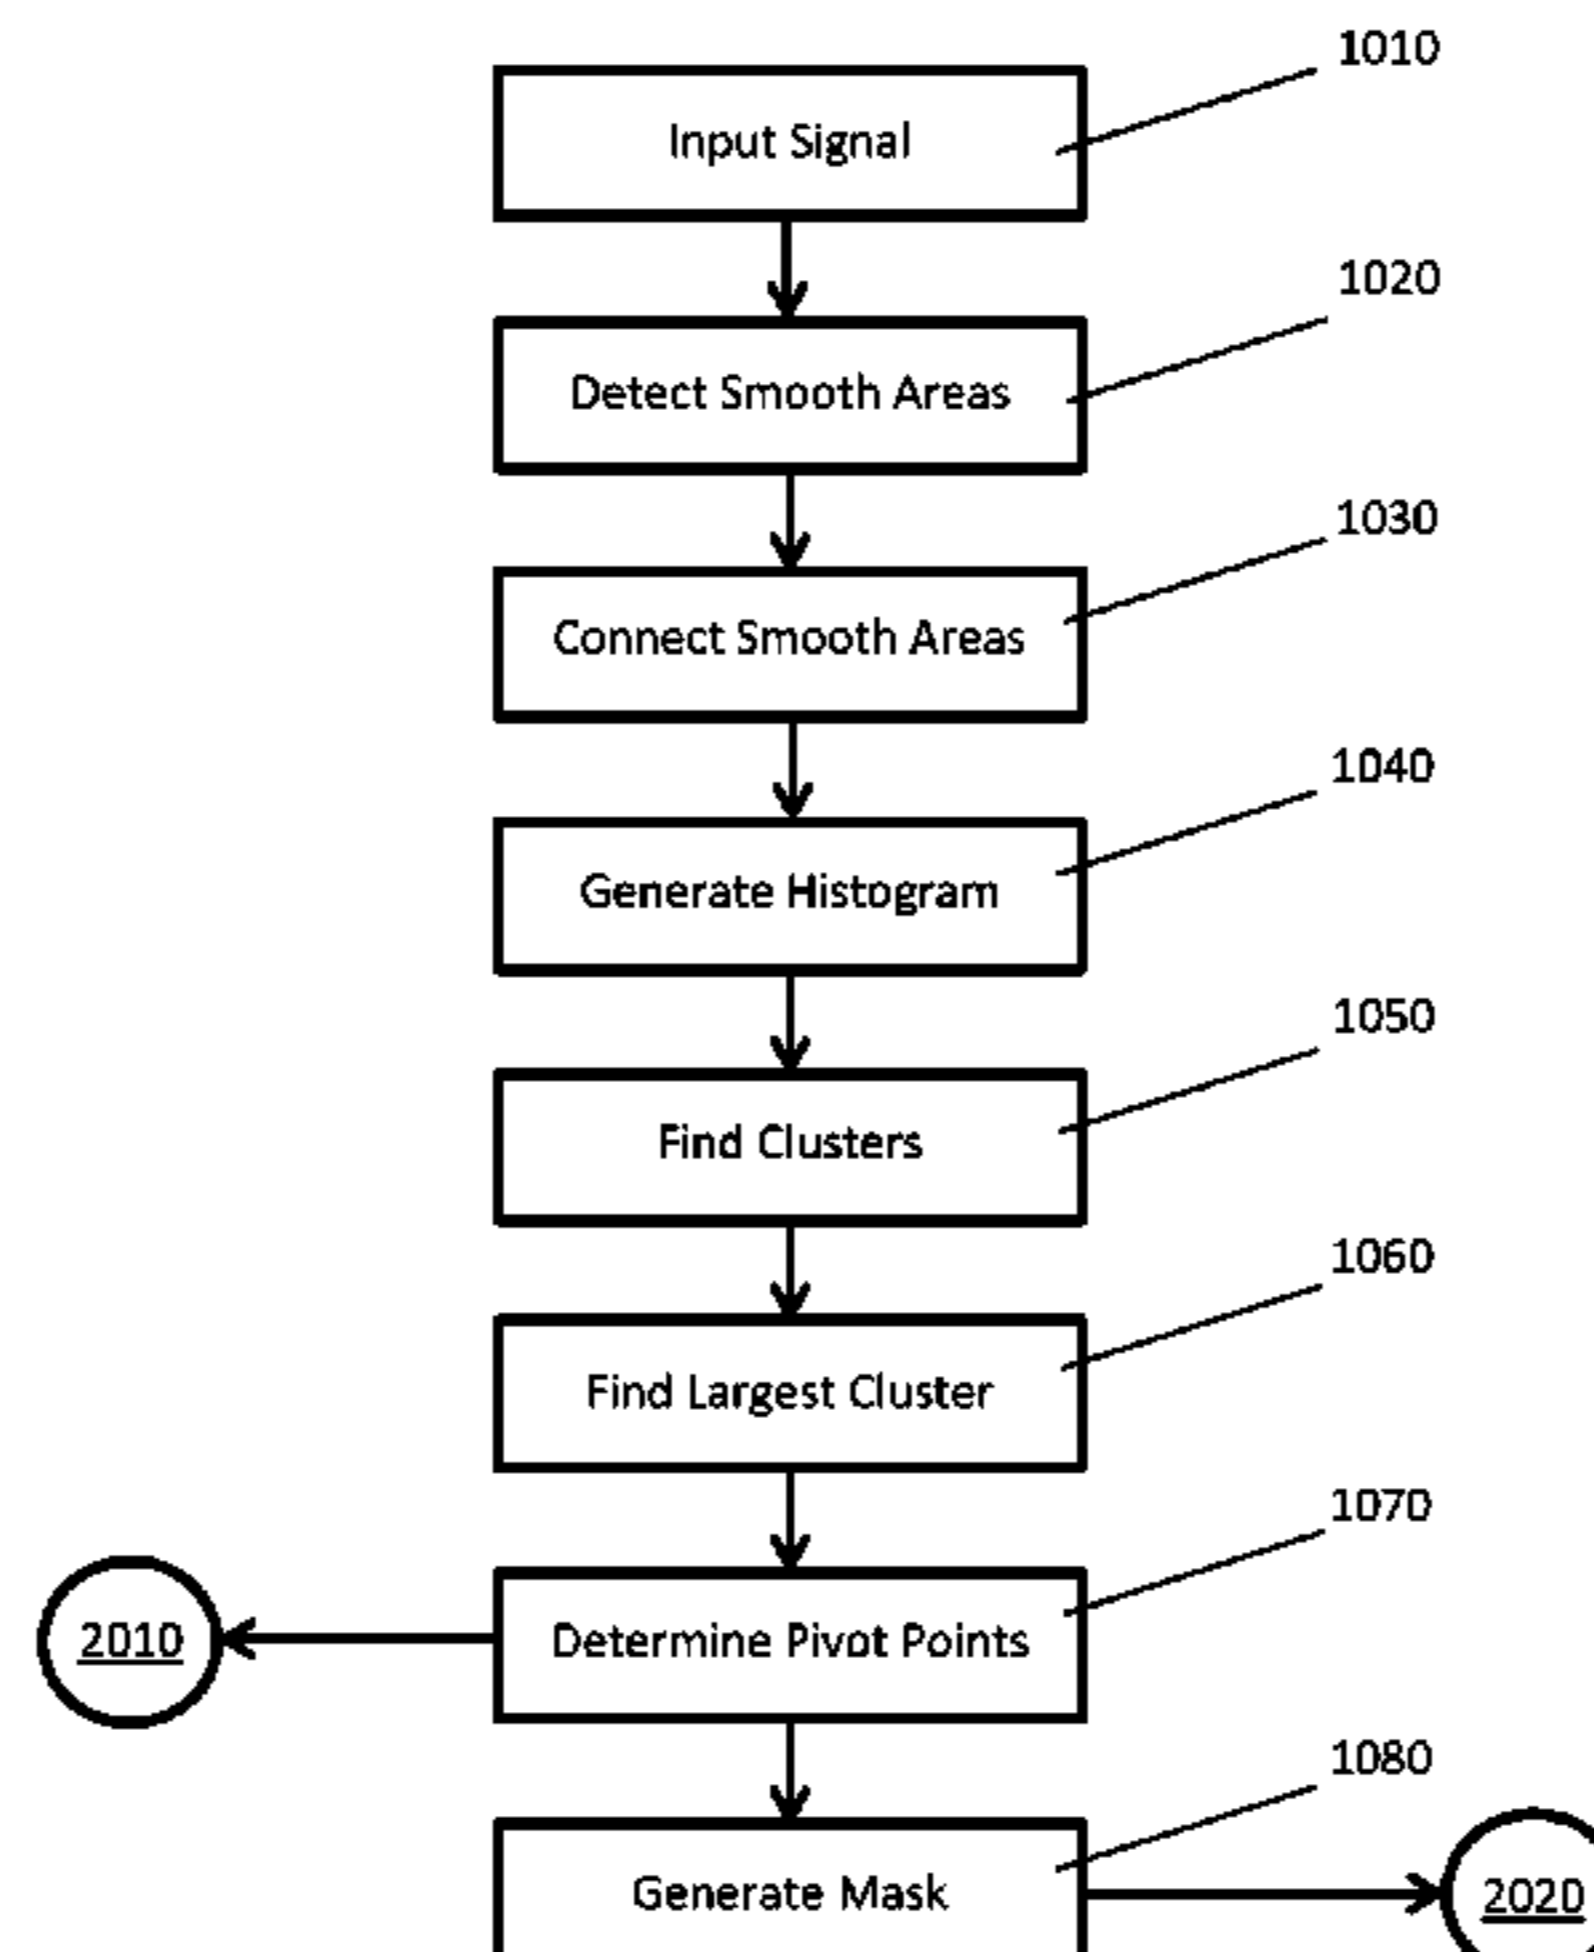 1010
Input Signal
1020
Detect Smooth Areas
1030
Connect Smooth Areas
1040
Generate Histogram
1050
Find Clusters
1060
Find Largest Cluster
1070
2010
Determine Pivot Points
1080
Generate Mask
2020